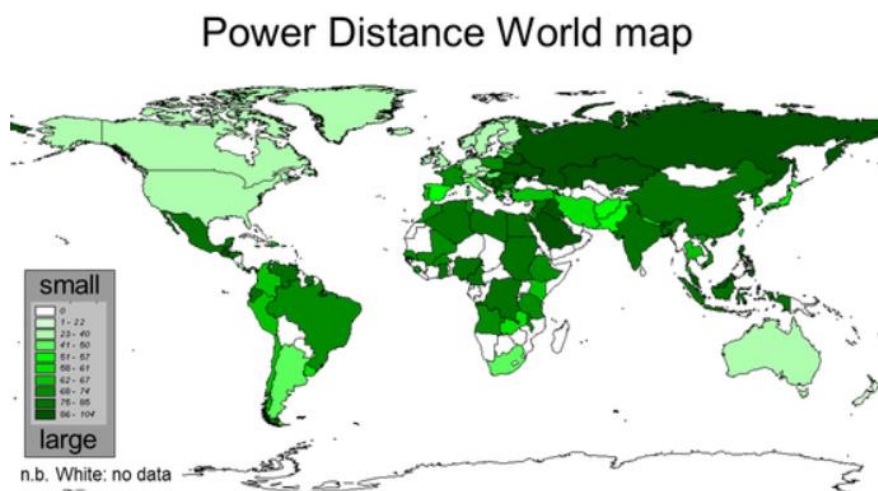 Power Distance World map
small
0
1 - 22
23 - 40
41 - 50
51 - 57
58 - 61
62 - 67
68 - 74
75 - 85
86 - 104
large
n.b. White: no data